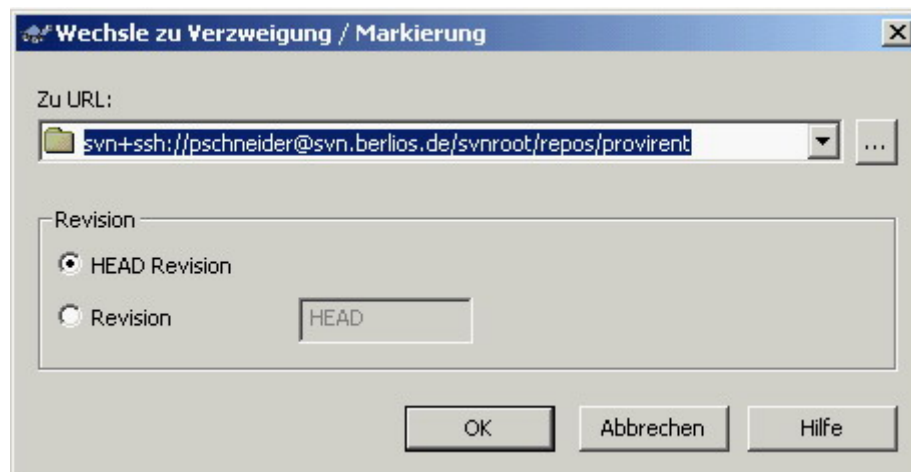 Wechsle zu Verzweigung / Markierung
Zu URL:
svn+ssh://pschneider@svn.berlios.de/svnroot/repos/provirent
...
Revision
HEAD Revision
Revision HEAD
OK Abbrechen Hilfe